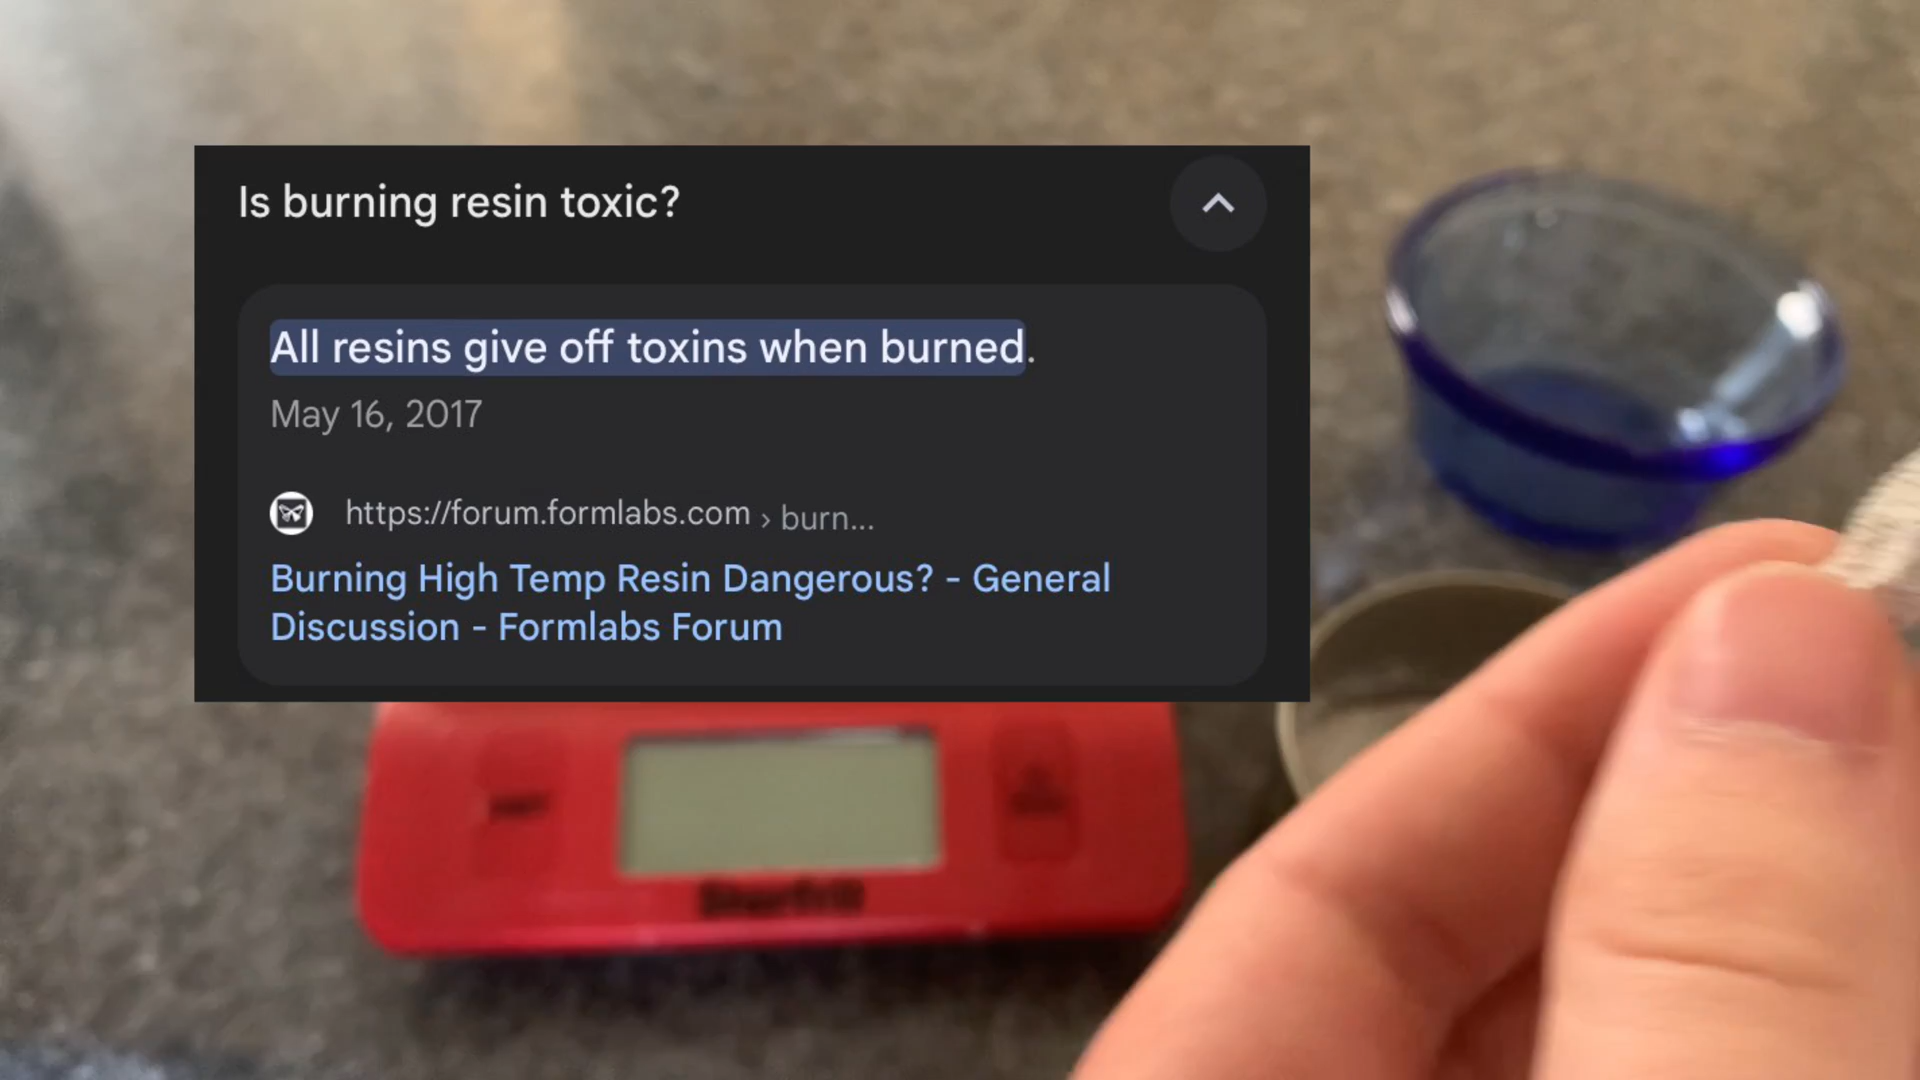 Is burning resin toxic?
All resins give off toxins when burned.
May 16, 2017
https://forum.formlabs.com › burn...
Burning High Temp Resin Dangerous? - General
Discussion - Formlabs Forum